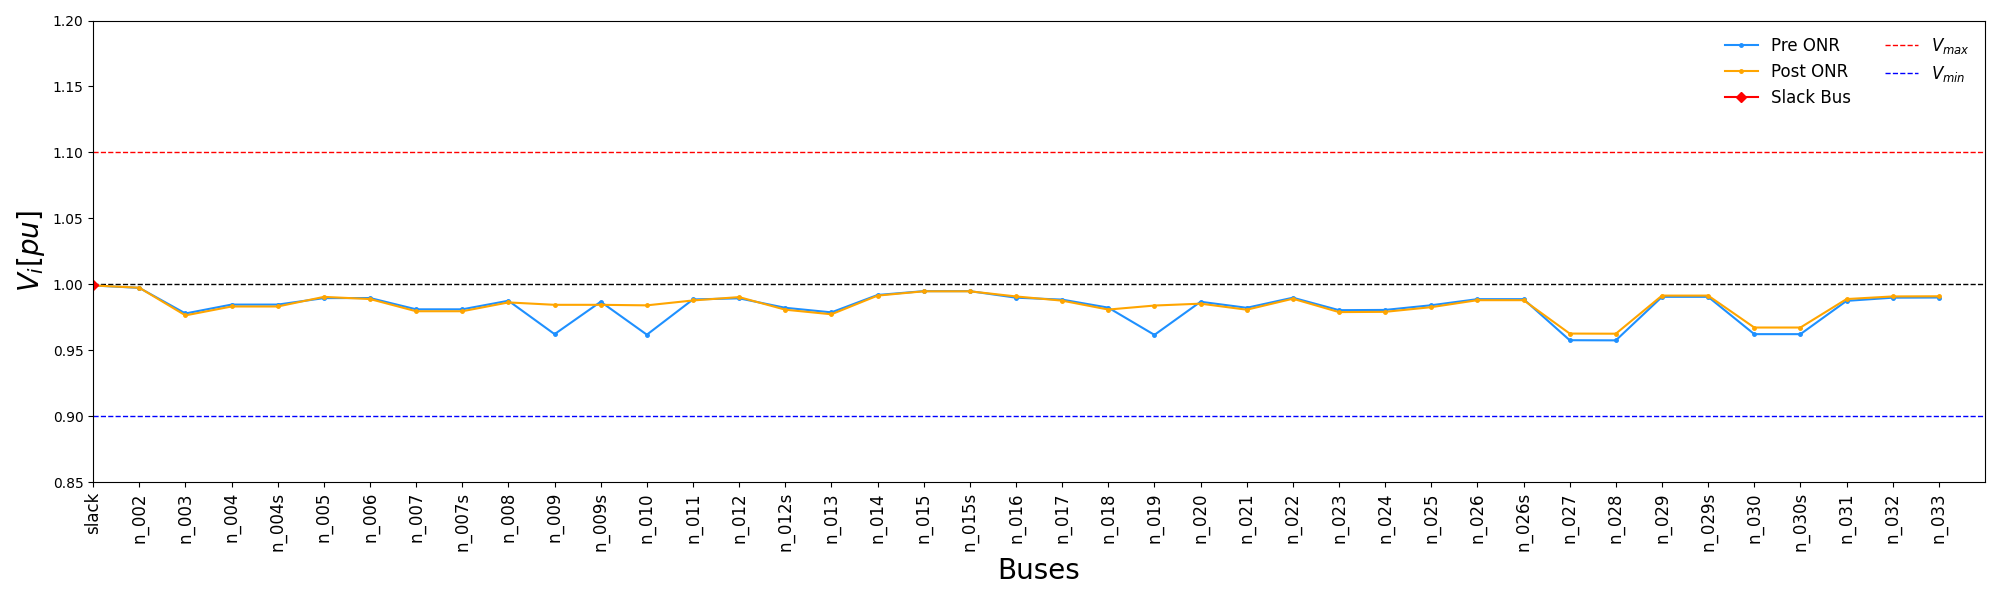 1.20
1.15
1.10
1.05
1.00
0.95
0.90
0.85
V_i[pu]
Pre ONR
Post ONR
Slack Bus
V_max
V_min
slack
n_002
n_003
n_004
n_004s
n_005
n_006
n_007
n_007s
n_008
n_009
n_009s
n_010
n_011
n_012
n_012s
n_013
n_014
n_015
n_015s
n_016
n_017
n_018
n_019
n_020
n_021
n_022
n_023
n_024
n_025
n_026
n_026s
n_027
n_028
n_029
n_029s
n_030
n_030s
n_031
n_032
n_033
Buses